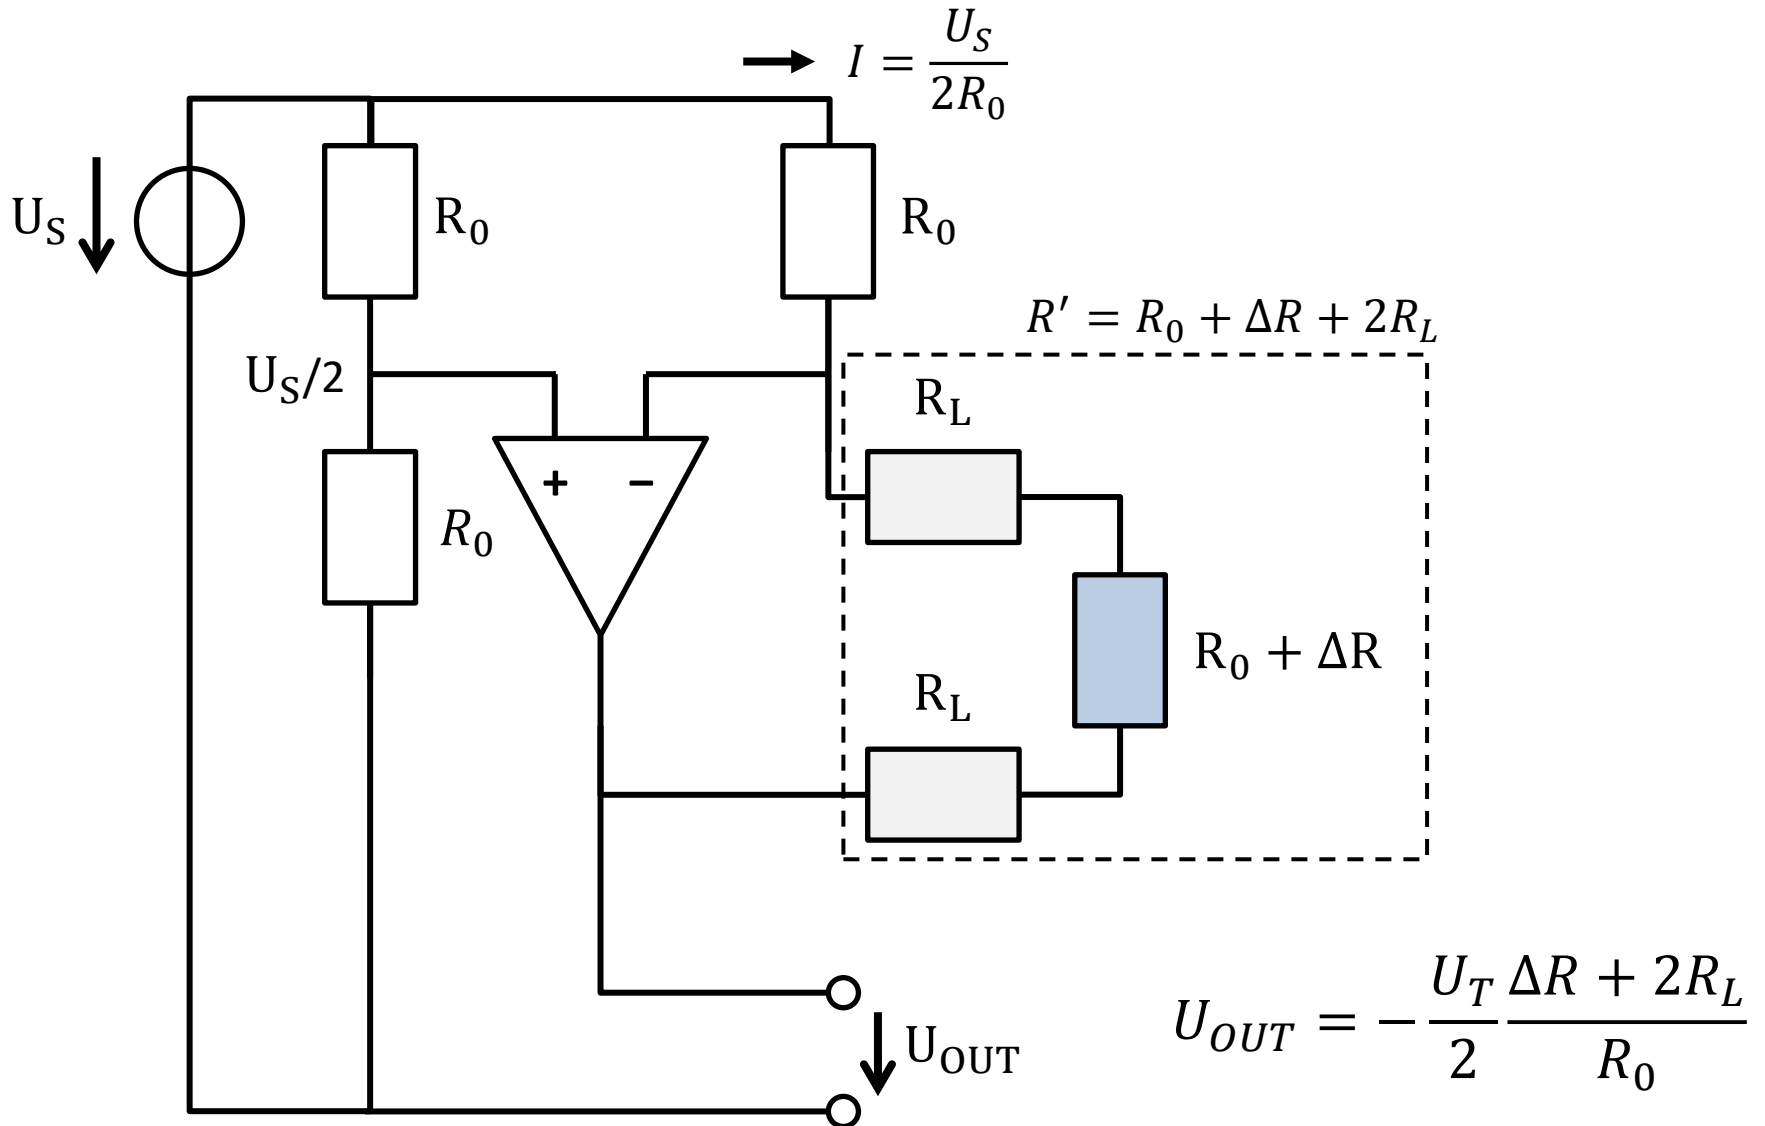 I = U_S / 2R_0
U_S
R_0
R_0
R' = R_0 + ΔR + 2R_L
U_S/2
R_L
+ −
R_0
R_0 + ΔR
R_L
U_OUT
U_OUT = − U_T/2 ΔR + 2R_L / R_0